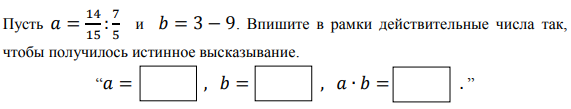 Пусть a = 14/15 : 7/5 и b = 3 − 9. Впишите в рамки действительные числа так,
чтобы получилось истинное высказывание.
“a = , b = , a · b = .”